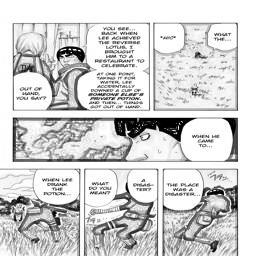 YOU SEE...
BACK WHEN
LEE ACHIEVED
THE REVERSE
LOTUS, I
BROUGHT HIM
TO A
RESTAURANT TO
CELEBRATE.
AT ONE POINT,
TAKING IT FOR
WATER, LEE
ACCIDENTALLY
DOWNED A CUP OF
SOMEONE ELSE'S
PRIVATE POTION,
AND THEN... THINGS
GOT OUT OF HAND.
OUT OF
HAND,
YOU SAY?
WHAT
THE...
WHEN HE
CAME
TO...
WHEN LEE
DRANK
THE
POTION...
WHAT
DO YOU
MEAN?
A
DISAS-
TER?
THE PLACE
WAS A
DISASTER...